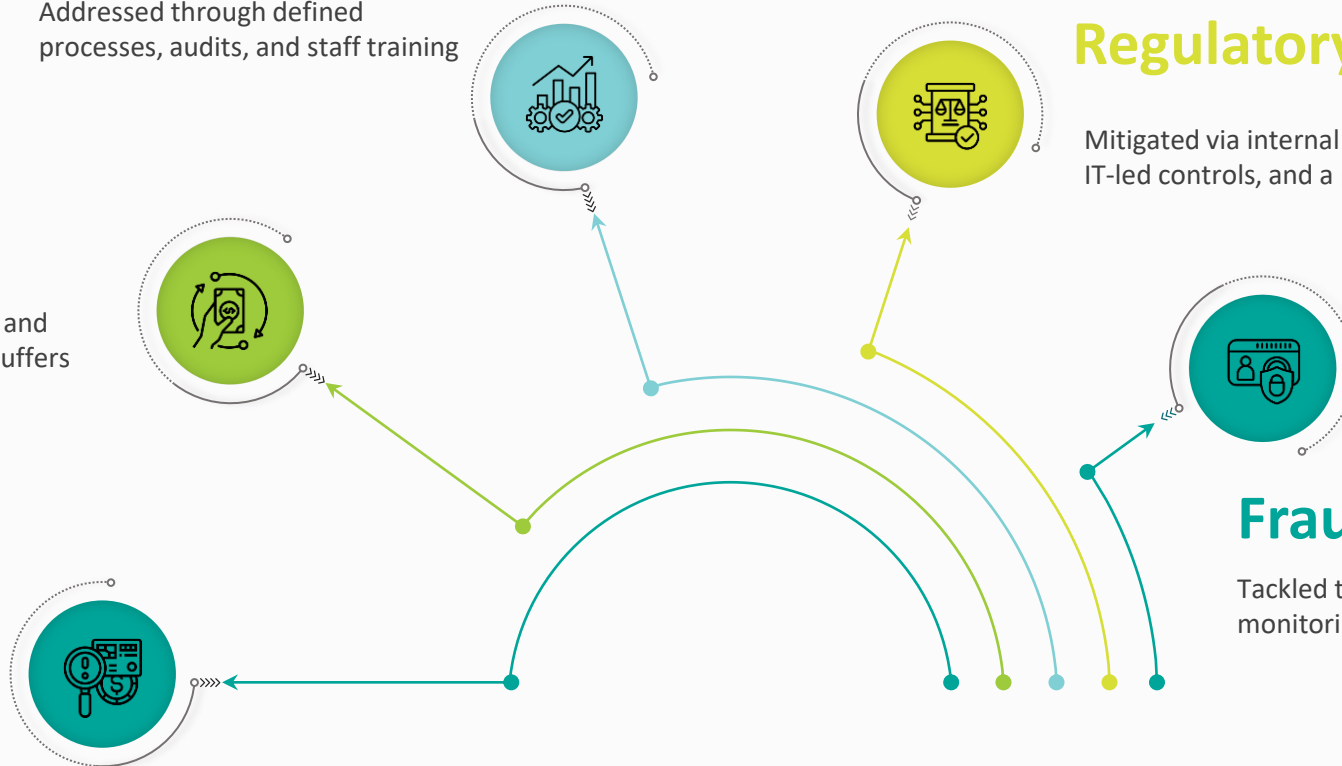 Addressed through defined
processes, audits, and staff training
Regulatory
Mitigated via internal
IT-led controls, and a
and
uffers
Frau
Tackled t
monitori